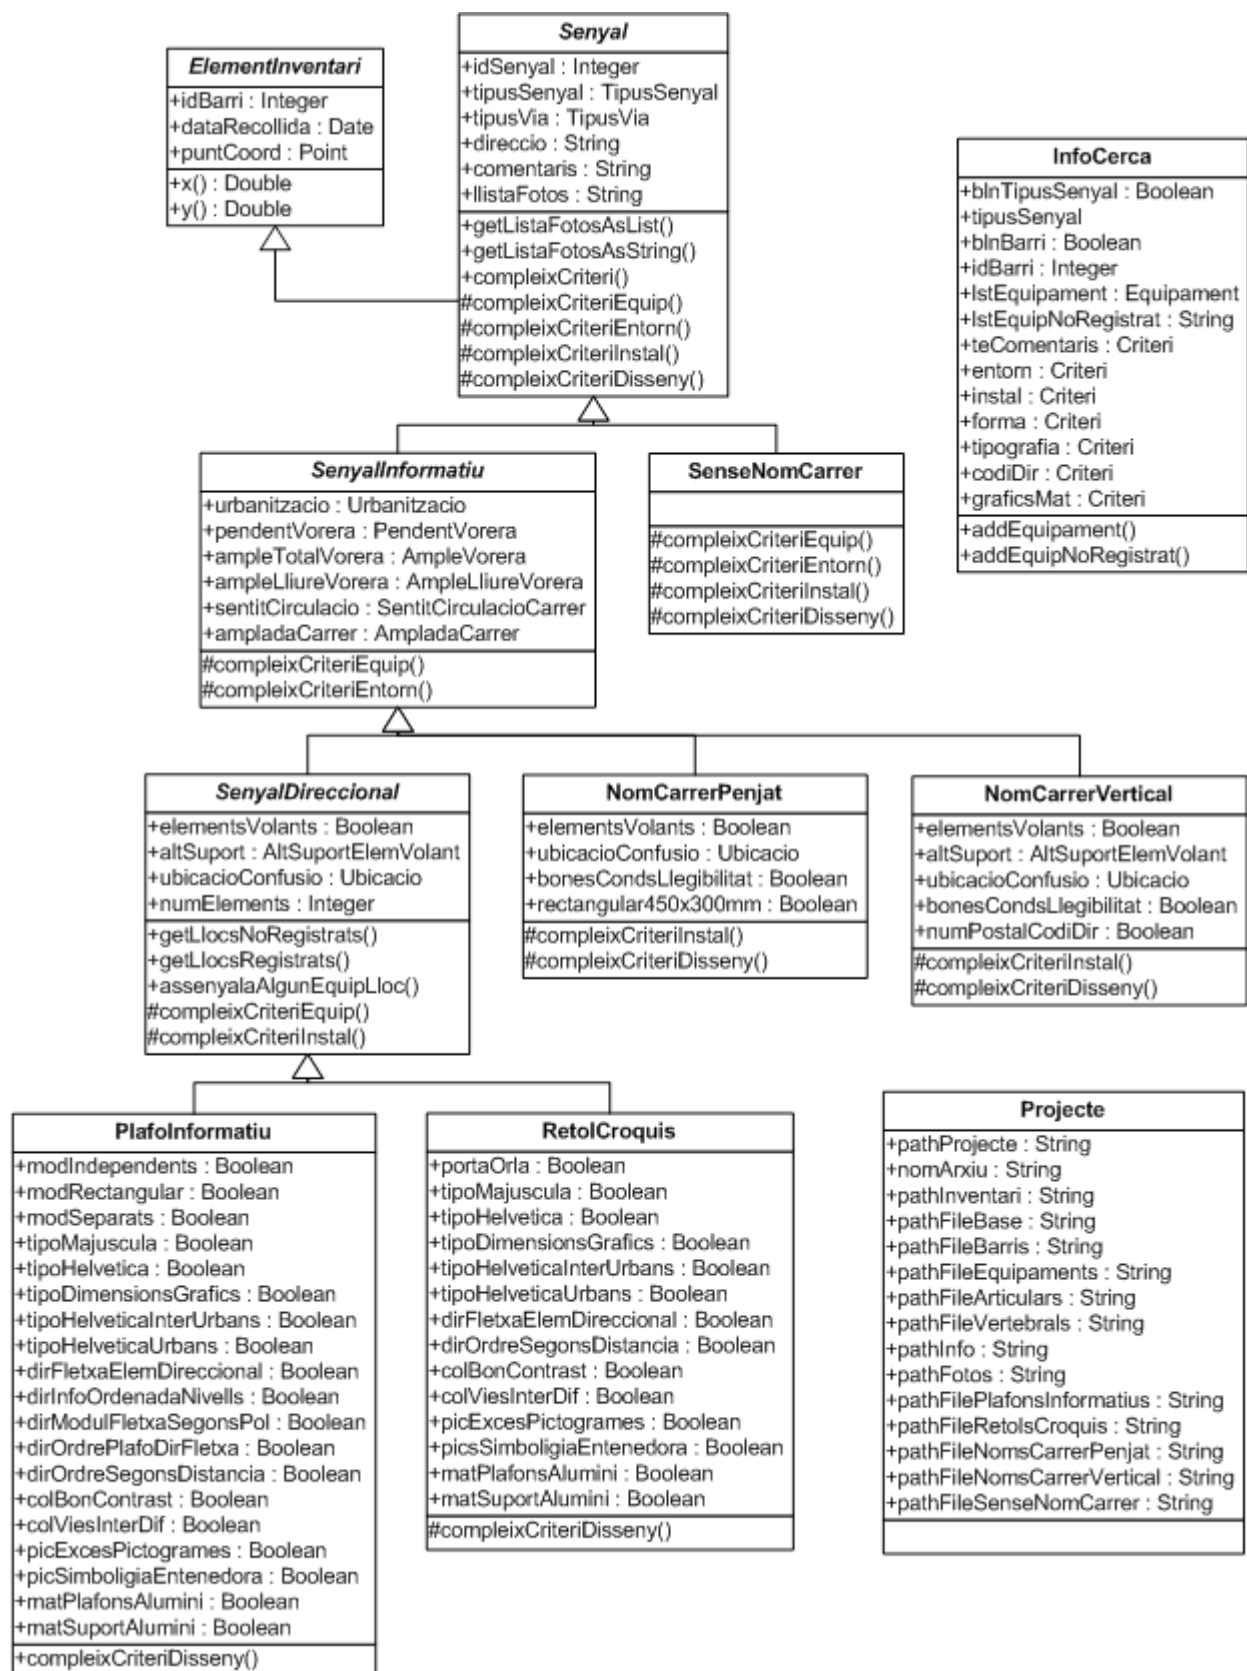 ElementInventari
+idBarri : Integer
+dataRecollida : Date
+puntCoord : Point
+x() : Double
+y() : Double
Senyal
+idSenyal : Integer
+tipusSenyal : TipusSenyal
+tipusVia : TipusVia
+direccio : String
+comentaris : String
+llistaFotos : String
+getListaFotosAsList()
+getListaFotosAsString()
+compleixCriteri()
#compleixCriteriEquip()
#compleixCriteriEntorn()
#compleixCriteriInstal()
#compleixCriteriDisseny()
InfoCerca
+blnTipusSenyal : Boolean
+tipusSenyal
+blnBarri : Boolean
+idBarri : Integer
+lstEquipament : Equipament
+lstEquipNoRegistrat : String
+teComentaris : Criteri
+entorn : Criteri
+instal : Criteri
+forma : Criteri
+tipografia : Criteri
+codiDir : Criteri
+graficsMat : Criteri
+addEquipament()
+addEquipNoRegistrat()
SenyalInformatiu
+urbanitzacio : Urbanitzacio
+pendentVorera : PendentVorera
+ampleTotalVorera : AmpleVorera
+ampleLliureVorera : AmpleLliureVorera
+sentitCirculacio : SentitCirculacioCarrer
+ampladaCarrer : AmpladaCarrer
#compleixCriteriEquip()
#compleixCriteriEntorn()
SenseNomCarrer
#compleixCriteriEquip()
#compleixCriteriEntorn()
#compleixCriteriInstal()
#compleixCriteriDisseny()
SenyalDireccional
+elementsVolants : Boolean
+altSuport : AltSuportElemVolant
+ubicacioConfusio : Ubicacio
+numElements : Integer
+getLlocsNoRegistrats()
+getLlocsRegistrats()
+assenyalaAlgunEquipLloc()
#compleixCriteriEquip()
#compleixCriteriInstal()
NomCarrerPenjat
+elementsVolants : Boolean
+ubicacioConfusio : Ubicacio
+bonesCondsLlegibilitat : Boolean
+rectangular450x300mm : Boolean
#compleixCriteriInstal()
#compleixCriteriDisseny()
NomCarrerVertical
+elementsVolants : Boolean
+altSuport : AltSuportElemVolant
+ubicacioConfusio : Ubicacio
+bonesCondsLlegibilitat : Boolean
+numPostalCodiDir : Boolean
#compleixCriteriInstal()
#compleixCriteriDisseny()
PlafoInformatiu
+modIndependents : Boolean
+modRectangular : Boolean
+modSeparats : Boolean
+tipoMajuscula : Boolean
+tipoHelvetica : Boolean
+tipoDimensionsGrafics : Boolean
+tipoHelveticaInterUrbans : Boolean
+tipoHelveticaUrbans : Boolean
+dirFletxaElemDireccional : Boolean
+dirInfoOrdenadaNivells : Boolean
+dirModulFletxaSegonsPol : Boolean
+dirOrdrePlafoDirFletxa : Boolean
+dirOrdreSegonsDistancia : Boolean
+colBonContrast : Boolean
+colViesInterDif : Boolean
+picExcesPictogrames : Boolean
+picSimboligiaEntenedora : Boolean
+matPlafonsAlumini : Boolean
+matSuportAlumini : Boolean
+compleixCriteriDisseny()
RetolCroquis
+portaOrla : Boolean
+tipoMajuscula : Boolean
+tipoHelvetica : Boolean
+tipoDimensionsGrafics : Boolean
+tipoHelveticaInterUrbans : Boolean
+tipoHelveticaUrbans : Boolean
+dirFletxaElemDireccional : Boolean
+dirOrdreSegonsDistancia : Boolean
+colBonContrast : Boolean
+colViesInterDif : Boolean
+picExcesPictogrames : Boolean
+picsSimboligiaEntenedora : Boolean
+matPlafonsAlumini : Boolean
+matSuportAlumini : Boolean
#compleixCriteriDisseny()
Projecte
+pathProjecte : String
+nomArxiu : String
+pathInventari : String
+pathFileBase : String
+pathFileBarris : String
+pathFileEquipaments : String
+pathFileArticulars : String
+pathFileVertebrals : String
+pathInfo : String
+pathFotos : String
+pathFilePlafonsInformatius : String
+pathFileRetolsCroquis : String
+pathFileNomsCarrerPenjat : String
+pathFileNomsCarrerVertical : String
+pathFileSenseNomCarrer : String